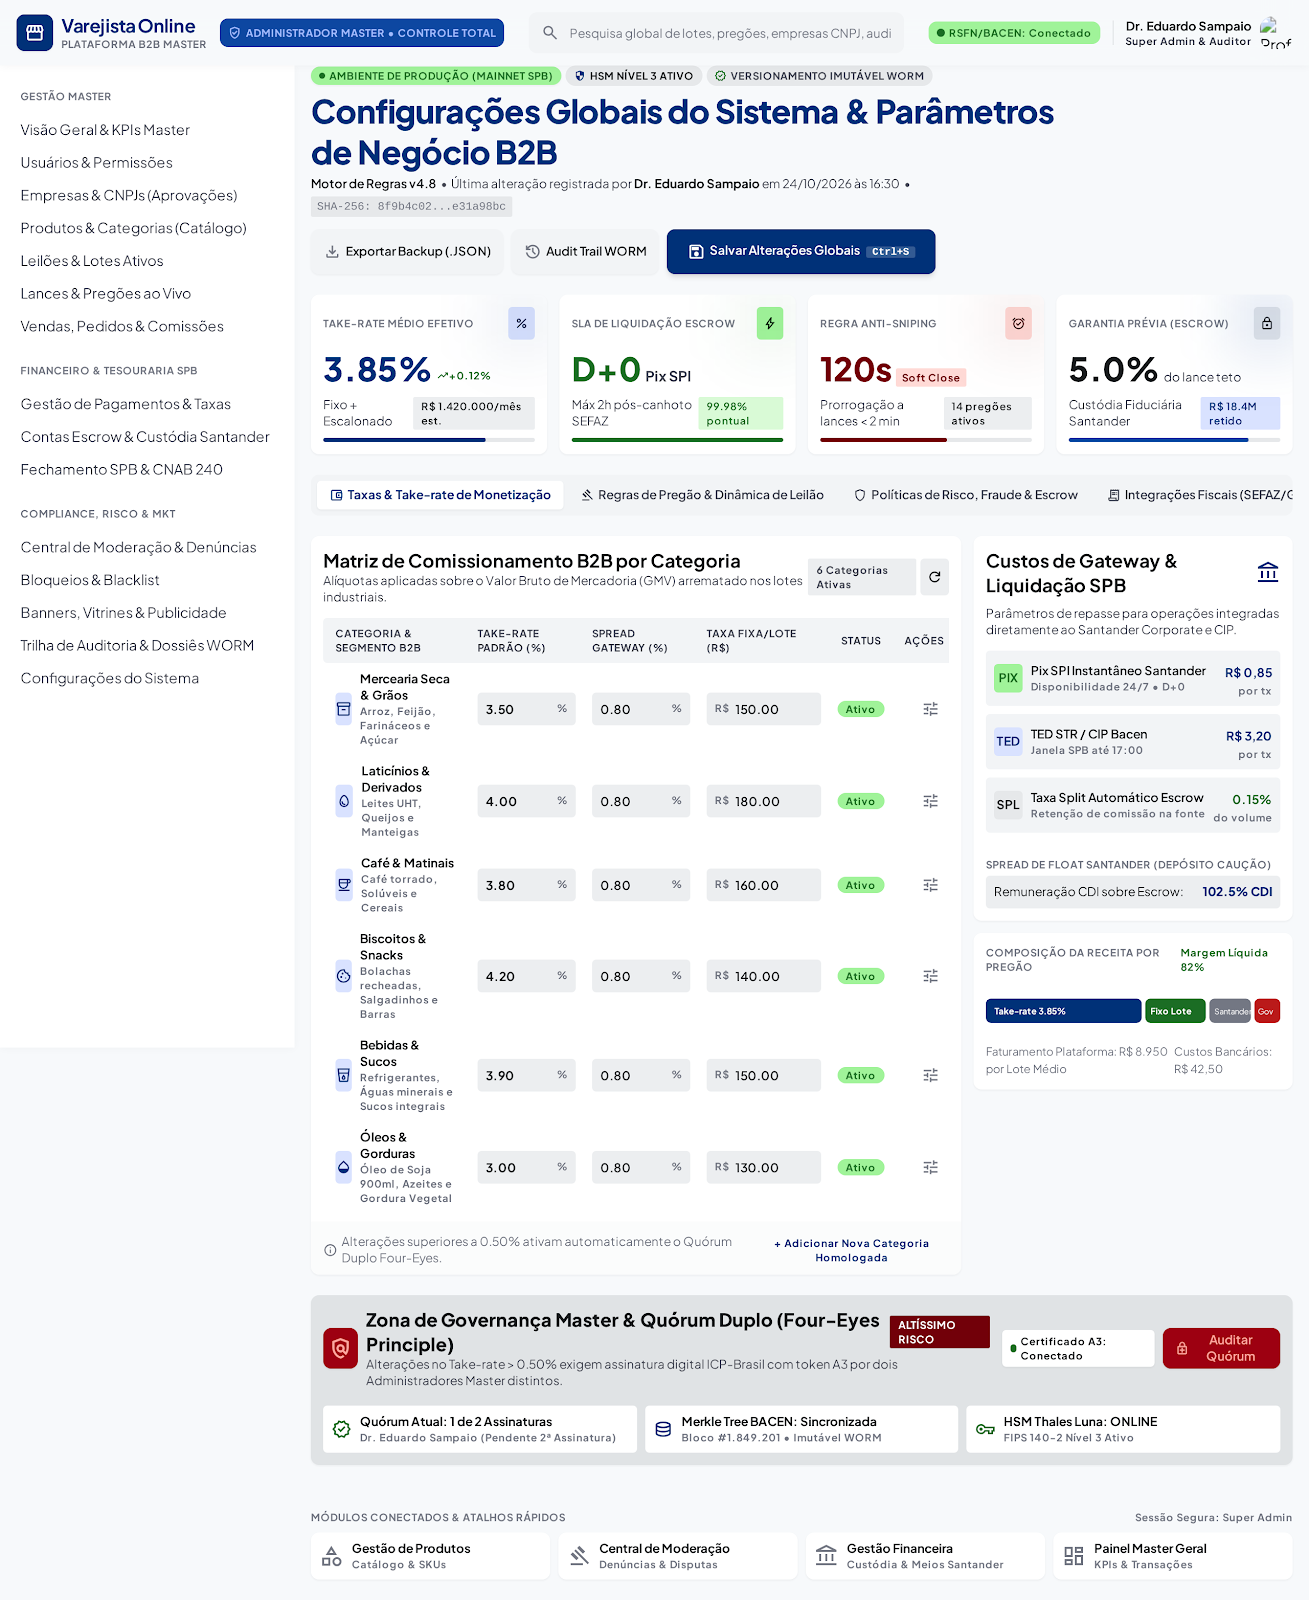 Varejista Online
PLATAFORMA B2B MASTER
ADMINISTRADOR MASTER • CONTROLE TOTAL
Pesquisa global de lotes, pregões, empresas CNPJ, audi
RSFN/BACEN: Conectado
Dr. Eduardo Sampaio
Super Admin & Auditor
GESTÃO MASTER
Visão Geral & KPIs Master
Usuários & Permissões
Empresas & CNPJs (Aprovações)
Produtos & Categorias (Catálogo)
Leilões & Lotes Ativos
Lances & Pregões ao Vivo
Vendas, Pedidos & Comissões
FINANCEIRO & TESOURARIA SPB
Gestão de Pagamentos & Taxas
Contas Escrow & Custódia Santander
Fechamento SPB & CNAB 240
COMPLIANCE, RISCO & MKT
Central de Moderação & Denúncias
Bloqueios & Blacklist
Banners, Vitrines & Publicidade
Trilha de Auditoria & Dossiês WORM
Configurações do Sistema
AMBIENTE DE PRODUÇÃO (MAINNET SPB)
HSM NÍVEL 3 ATIVO
VERSIONAMENTO IMUTÁVEL WORM
Configurações Globais do Sistema & Parâmetros
de Negócio B2B
Motor de Regras v4.8 • Última alteração registrada por Dr. Eduardo Sampaio em 24/10/2026 às 16:30 •
SHA-256: 8f9b4c02...e31a98bc
Exportar Backup (.JSON)
Audit Trail WORM
Salvar Alterações Globais Ctrl+S
TAKE-RATE MÉDIO EFETIVO
%
3.85% +0.12%
Fixo +
Escalonado
R$ 1.420.000/mês
est.
SLA DE LIQUIDAÇÃO ESCROW
D+0 Pix SPI
Máx 2h pós-canhoto
SEFAZ
99.98%
pontual
REGRA ANTI-SNIPING
120s Soft Close
Prorrogação a
lances < 2 min
14 pregões
ativos
GARANTIA PRÉVIA (ESCROW)
5.0% do lance teto
Custódia Fiduciária
Santander
R$ 18.4M
retido
Taxas & Take-rate de Monetização
Regras de Pregão & Dinâmica de Leilão
Políticas de Risco, Fraude & Escrow
Integrações Fiscais (SEFAZ/
Matriz de Comissionamento B2B por Categoria
Alíquotas aplicadas sobre o Valor Bruto de Mercadoria (GMV) arrematado nos lotes
industriais.
6 Categorias
Ativas
CATEGORIA &
SEGMENTO B2B
TAKE-RATE
PADRÃO (%)
SPREAD
GATEWAY (%)
TAXA FIXA/LOTE
(R$)
STATUS
AÇÕES
Mercearia Seca
& Grãos
Arroz, Feijão,
Farináceos e
Açúcar
3.50 %
0.80 %
R$ 150.00
Ativo
Laticínios &
Derivados
Leites UHT,
Queijos e
Manteigas
4.00 %
0.80 %
R$ 180.00
Ativo
Café & Matinais
Café torrado,
Solúveis e
Cereais
3.80 %
0.80 %
R$ 160.00
Ativo
Biscoitos &
Snacks
Bolachas
recheadas,
Salgadinhos e
Barras
4.20 %
0.80 %
R$ 140.00
Ativo
Bebidas &
Sucos
Refrigerantes,
Águas minerais e
Sucos integrais
3.90 %
0.80 %
R$ 150.00
Ativo
Óleos &
Gorduras
Óleo de Soja
900ml, Azeites e
Gordura Vegetal
3.00 %
0.80 %
R$ 130.00
Ativo
Alterações superiores a 0.50% ativam automaticamente o Quórum
Duplo Four-Eyes.
+ Adicionar Nova Categoria
Homologada
Custos de Gateway &
Liquidação SPB
Parâmetros de repasse para operações integradas
diretamente ao Santander Corporate e CIP.
PIX
Pix SPI Instantâneo Santander
Disponibilidade 24/7 • D+0
R$ 0,85
por tx
TED
TED STR / CIP Bacen
Janela SPB até 17:00
R$ 3,20
por tx
SPL
Taxa Split Automático Escrow
Retenção de comissão na fonte
0.15%
do volume
SPREAD DE FLOAT SANTANDER (DEPÓSITO CAUÇÃO)
Remuneração CDI sobre Escrow: 102.5% CDI
COMPOSIÇÃO DA RECEITA POR
PREGÃO
Margem Líquida
82%
Take-rate 3.85%
Fixo Lote
Santander
Gov
Faturamento Plataforma: R$ 8.950
por Lote Médio
Custos Bancários:
R$ 42,50
Zona de Governança Master & Quórum Duplo (Four-Eyes
Principle)
ALTÍSSIMO
RISCO
Alterações no Take-rate > 0.50% exigem assinatura digital ICP-Brasil com token A3 por dois
Administradores Master distintos.
Certificado A3:
Conectado
Auditar
Quórum
Quórum Atual: 1 de 2 Assinaturas
Dr. Eduardo Sampaio (Pendente 2ª Assinatura)
Merkle Tree BACEN: Sincronizada
Bloco #1.849.201 • Imutável WORM
HSM Thales Luna: ONLINE
FIPS 140-2 Nível 3 Ativo
MÓDULOS CONECTADOS & ATALHOS RÁPIDOS
Sessão Segura: Super Admin
Gestão de Produtos
Catálogo & SKUs
Central de Moderação
Denúncias & Disputas
Gestão Financeira
Custódia & Meios Santander
Painel Master Geral
KPIs & Transações